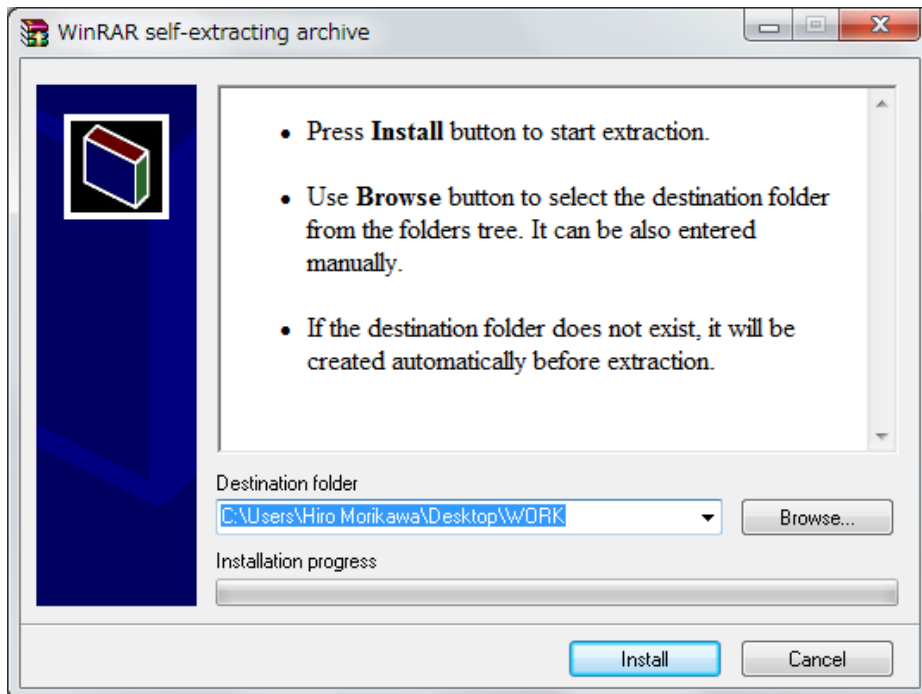 WinRAR self-extracting archive
• Press Install button to start extraction.
• Use Browse button to select the destination folder
from the folders tree. It can be also entered
manually.
• If the destination folder does not exist, it will be
created automatically before extraction.
Destination folder
C:\Users\Hiro Morikawa\Desktop\WORK
Browse...
Installation progress
Install
Cancel